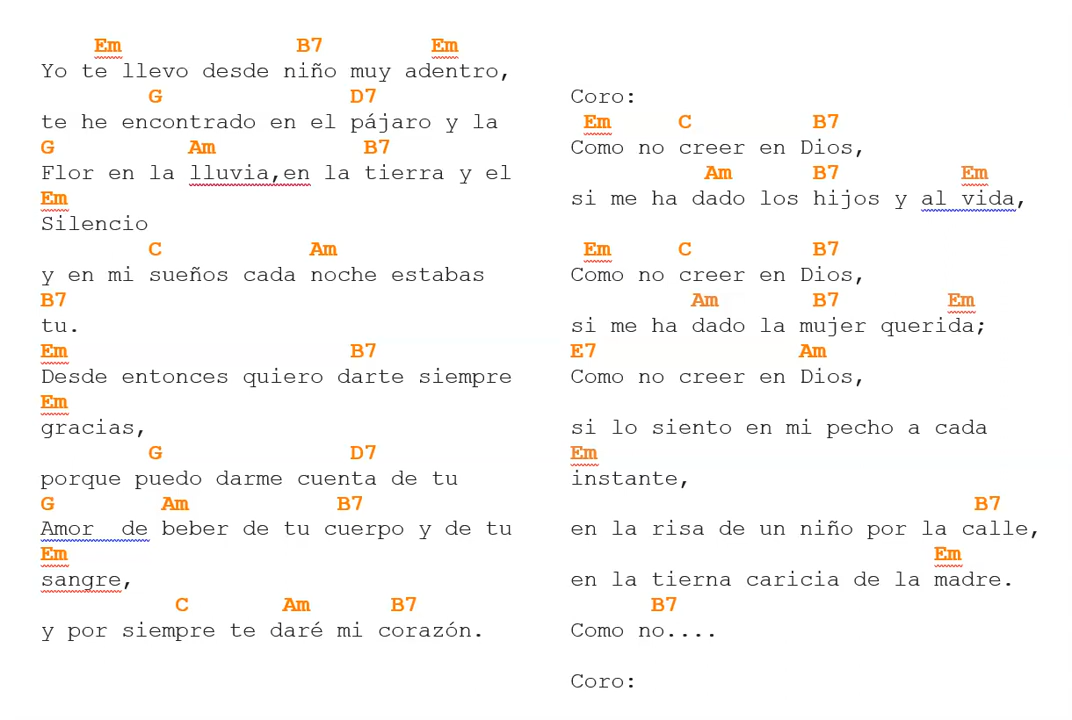 Em B7 Em
Yo te llevo desde niño muy adentro,
G D7
te he encontrado en el pájaro y la
G Am B7
Flor en la lluvia,en la tierra y el
Em
Silencio
C Am
y en mi sueños cada noche estabas
B7
tu.
Em B7
Desde entonces quiero darte siempre
Em
gracias,
G D7
porque puedo darme cuenta de tu
G Am B7
Amor  de beber de tu cuerpo y de tu
Em
sangre,
C Am B7
y por siempre te daré mi corazón.
Coro:
Em C B7
Como no creer en Dios,
Am B7 Em
si me ha dado los hijos y al vida,
Em C B7
Como no creer en Dios,
Am B7 Em
si me ha dado la mujer querida;
E7 Am
Como no creer en Dios,
si lo siento en mi pecho a cada
Em
instante,
B7
en la risa de un niño por la calle,
Em
en la tierna caricia de la madre.
B7
Como no....
Coro: